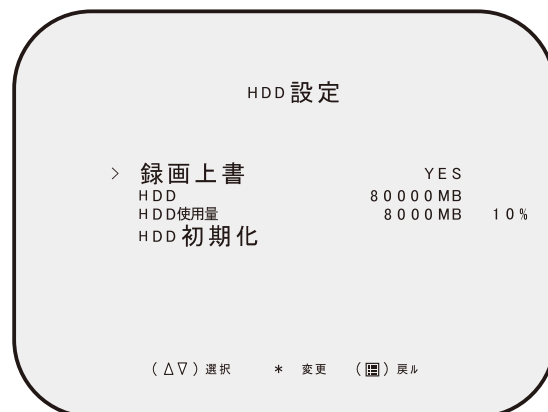 HDD設定
> 録画上書 YES
HDD 80000MB
HDD使用量 8000MB 10%
HDD初期化
(△▽)選択 * 変更 (▤)戻ル